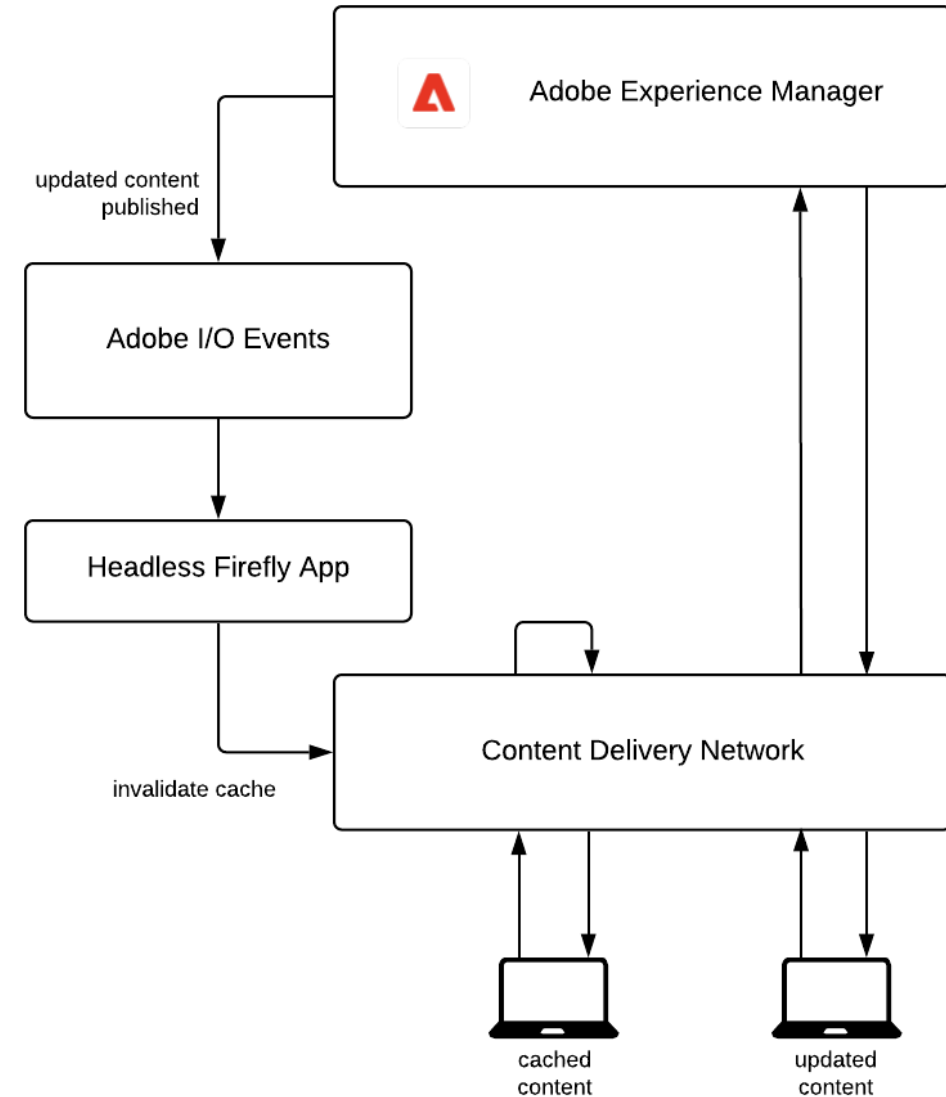 Adobe Experience Manager
updated content
published
Adobe I/O Events
Headless Firefly App
Content Delivery Network
invalidate cache
cached
content
updated
content